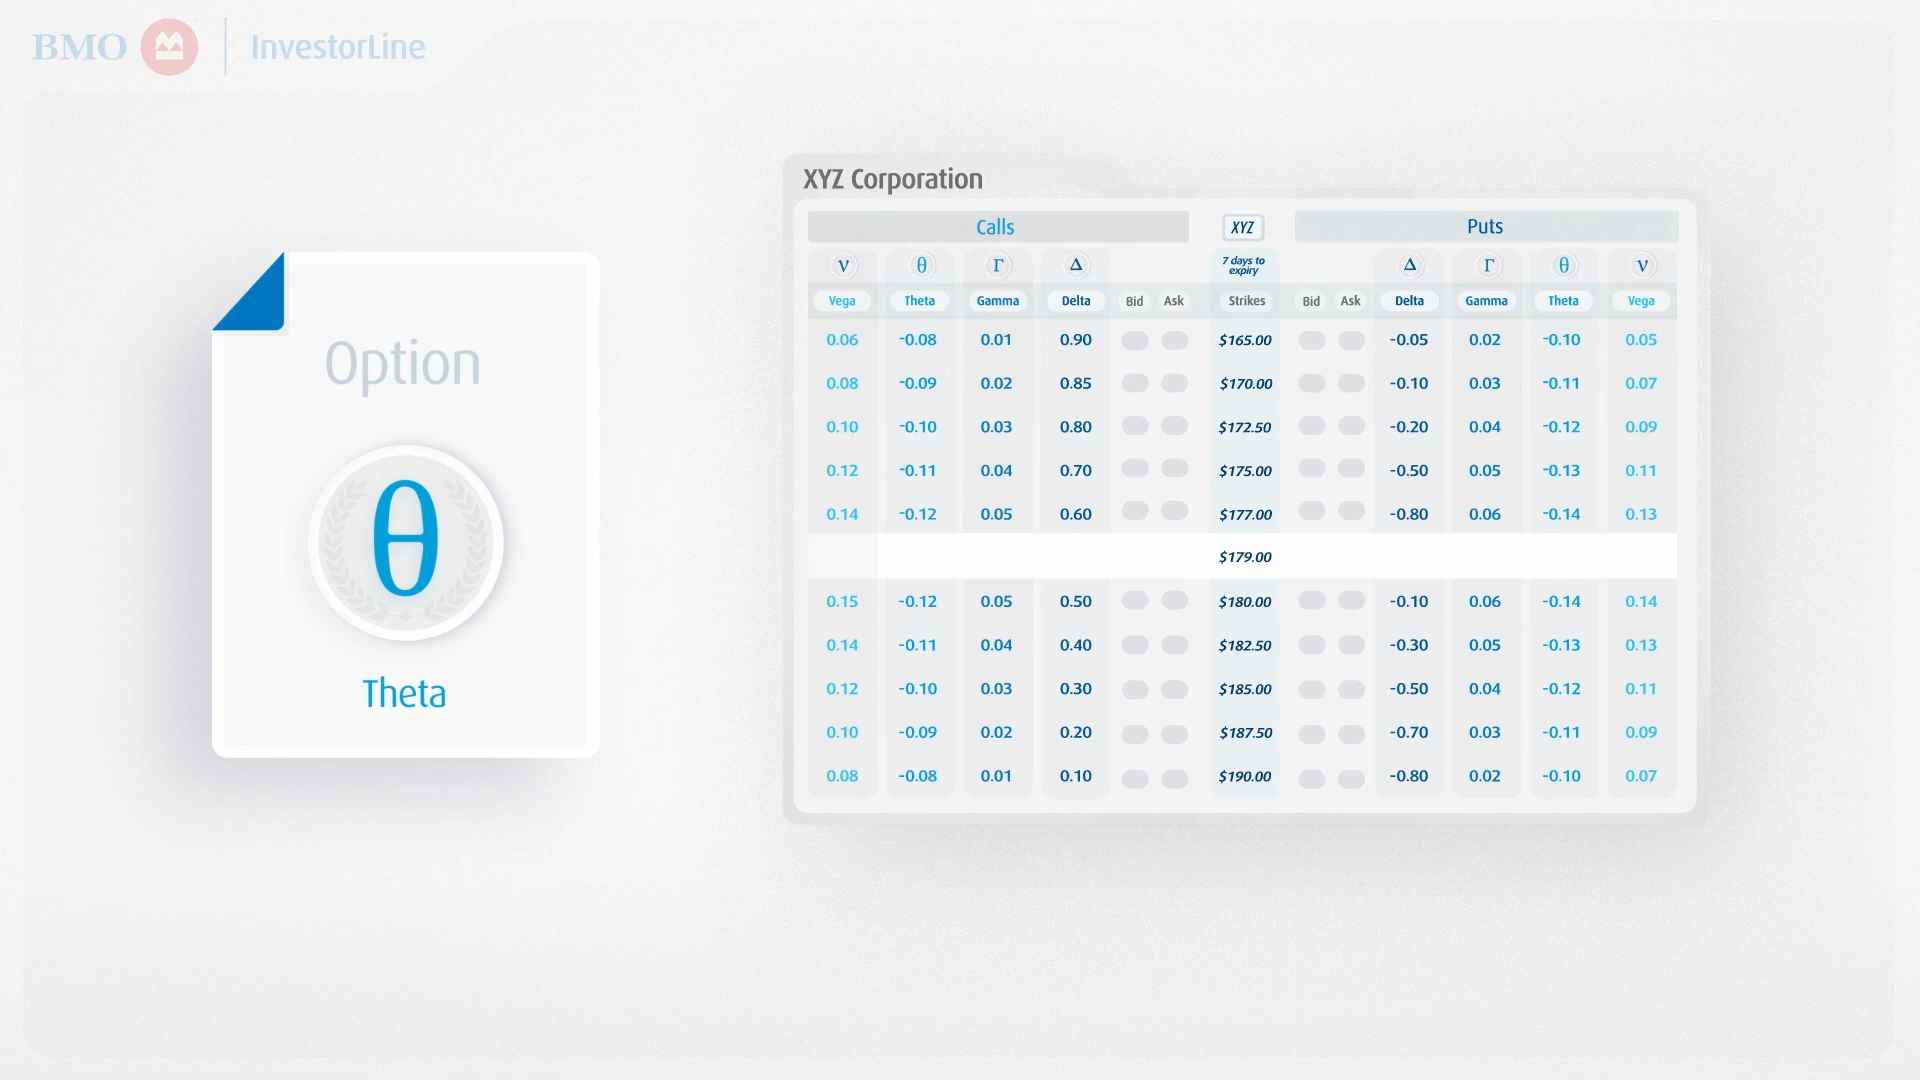 BMO InvestorLine
Option
θ
Theta
XYZ Corporation
Calls XYZ Puts
ν θ Γ Δ 7 days to expiry Δ Γ θ ν
Vega Theta Gamma Delta Bid Ask Strikes Bid Ask Delta Gamma Theta Vega
0.06 -0.08 0.01 0.90 $165.00 -0.05 0.02 -0.10 0.05
0.08 -0.09 0.02 0.85 $170.00 -0.10 0.03 -0.11 0.07
0.10 -0.10 0.03 0.80 $172.50 -0.20 0.04 -0.12 0.09
0.12 -0.11 0.04 0.70 $175.00 -0.50 0.05 -0.13 0.11
0.14 -0.12 0.05 0.60 $177.00 -0.80 0.06 -0.14 0.13
$179.00
0.15 -0.12 0.05 0.50 $180.00 -0.10 0.06 -0.14 0.14
0.14 -0.11 0.04 0.40 $182.50 -0.30 0.05 -0.13 0.13
0.12 -0.10 0.03 0.30 $185.00 -0.50 0.04 -0.12 0.11
0.10 -0.09 0.02 0.20 $187.50 -0.70 0.03 -0.11 0.09
0.08 -0.08 0.01 0.10 $190.00 -0.80 0.02 -0.10 0.07